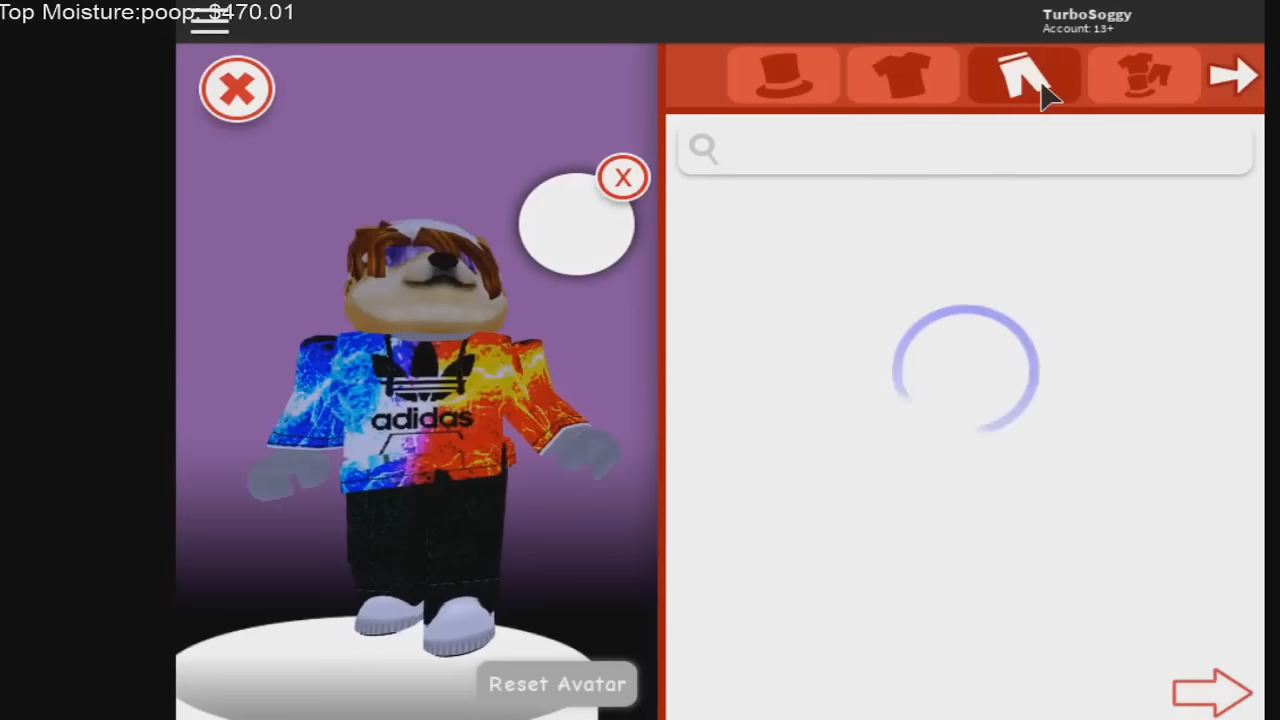 Top Moisture:poop: $470.01
TurboSoggy
Account: 13+
X
adidas
Reset Avatar